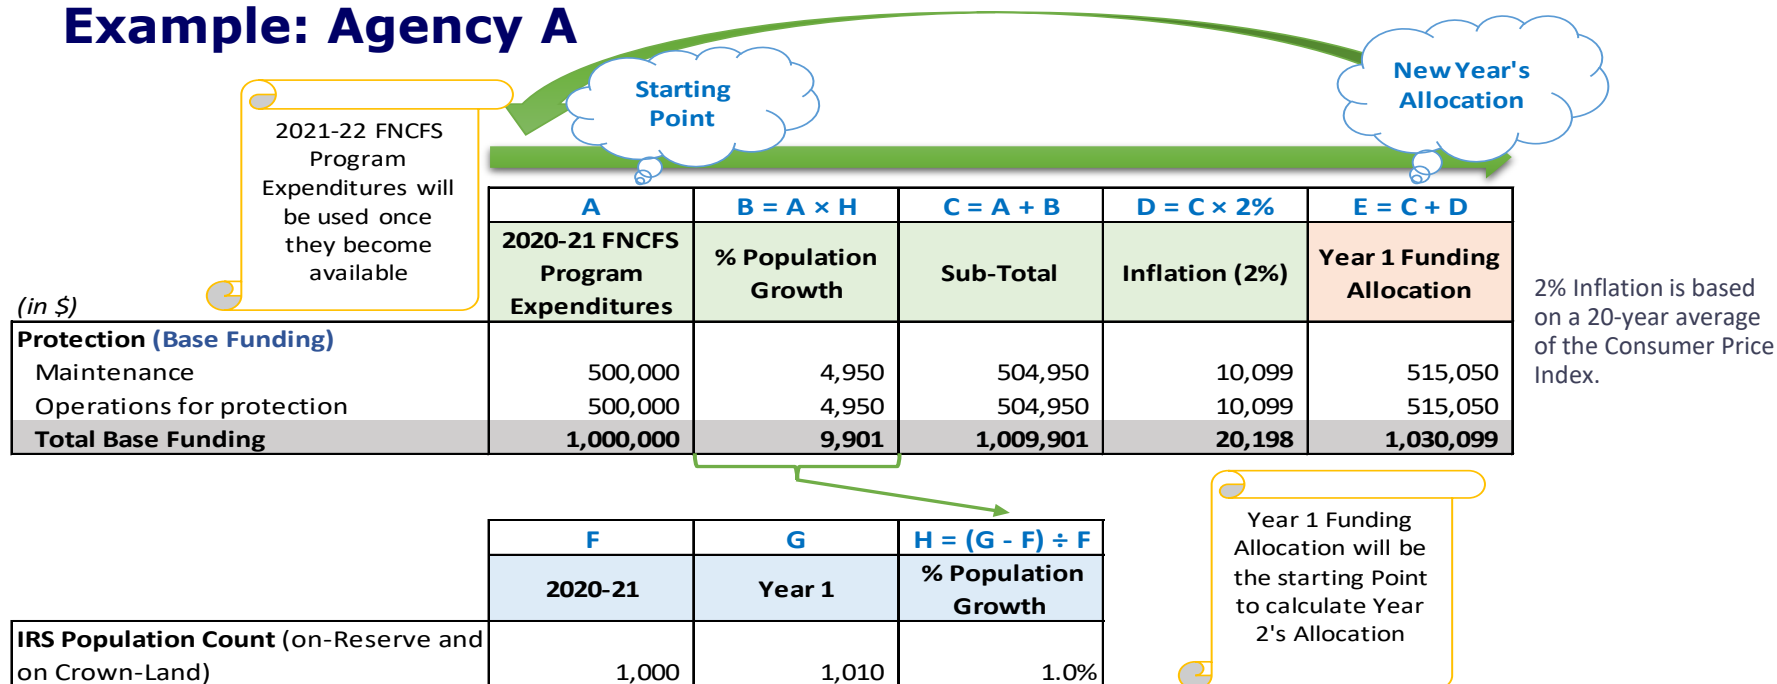 Example: Agency A
Starting
Point
New Year's
Allocation
2021-22 FNCFS
Program
Expenditures will
be used once
they become
available
A
B = A × H
C = A + B
D = C × 2%
E = C + D
2020-21 FNCFS
Program
Expenditures
% Population
Growth
Sub-Total
Inflation (2%)
Year 1 Funding
Allocation
(in $)
2% Inflation is based
on a 20-year average
of the Consumer Price
Index.
Protection (Base Funding)
Maintenance 500,000 4,950 504,950 10,099 515,050
Operations for protection 500,000 4,950 504,950 10,099 515,050
Total Base Funding 1,000,000 9,901 1,009,901 20,198 1,030,099
F
G
H = (G - F) ÷ F
2020-21
Year 1
% Population
Growth
IRS Population Count (on-Reserve and
on Crown-Land) 1,000 1,010 1.0%
Year 1 Funding
Allocation will be
the starting Point
to calculate Year
2's Allocation